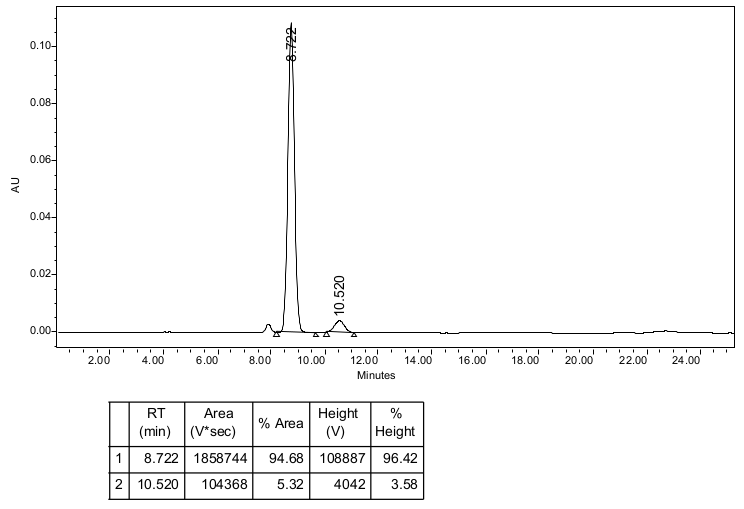 8.722
0.10
0.08
0.06
AU
0.04
0.02
10.520
0.00
2.00 4.00 6.00 8.00 10.00 12.00 14.00 16.00 18.00 20.00 22.00 24.00
Minutes
RT (min) Area (V*sec) % Area Height (V) % Height
1 8.722 1858744 94.68 108887 96.42
2 10.520 104368 5.32 4042 3.58